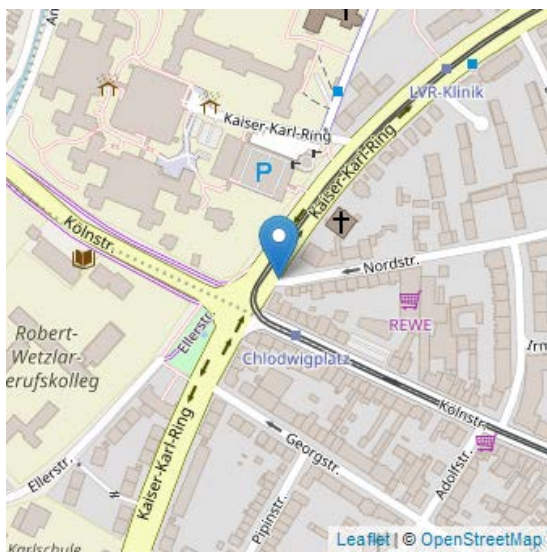 LVR-Klinik
Kaiser-Karl-Ring
Kaiser-Karl-Ring
P
Kölnstr.
Nordstr.
REWE
Robert-
Wetzlar-
erufskolleg
Ellerstr.
Chlodwigplatz
Irm
Kölnstr.
Kaiser-Karl-Ring
Georgstr.
Adolfstr.
Ellerstr.
Pipinstr.
Karlschule
Leaflet | © OpenStreetMap